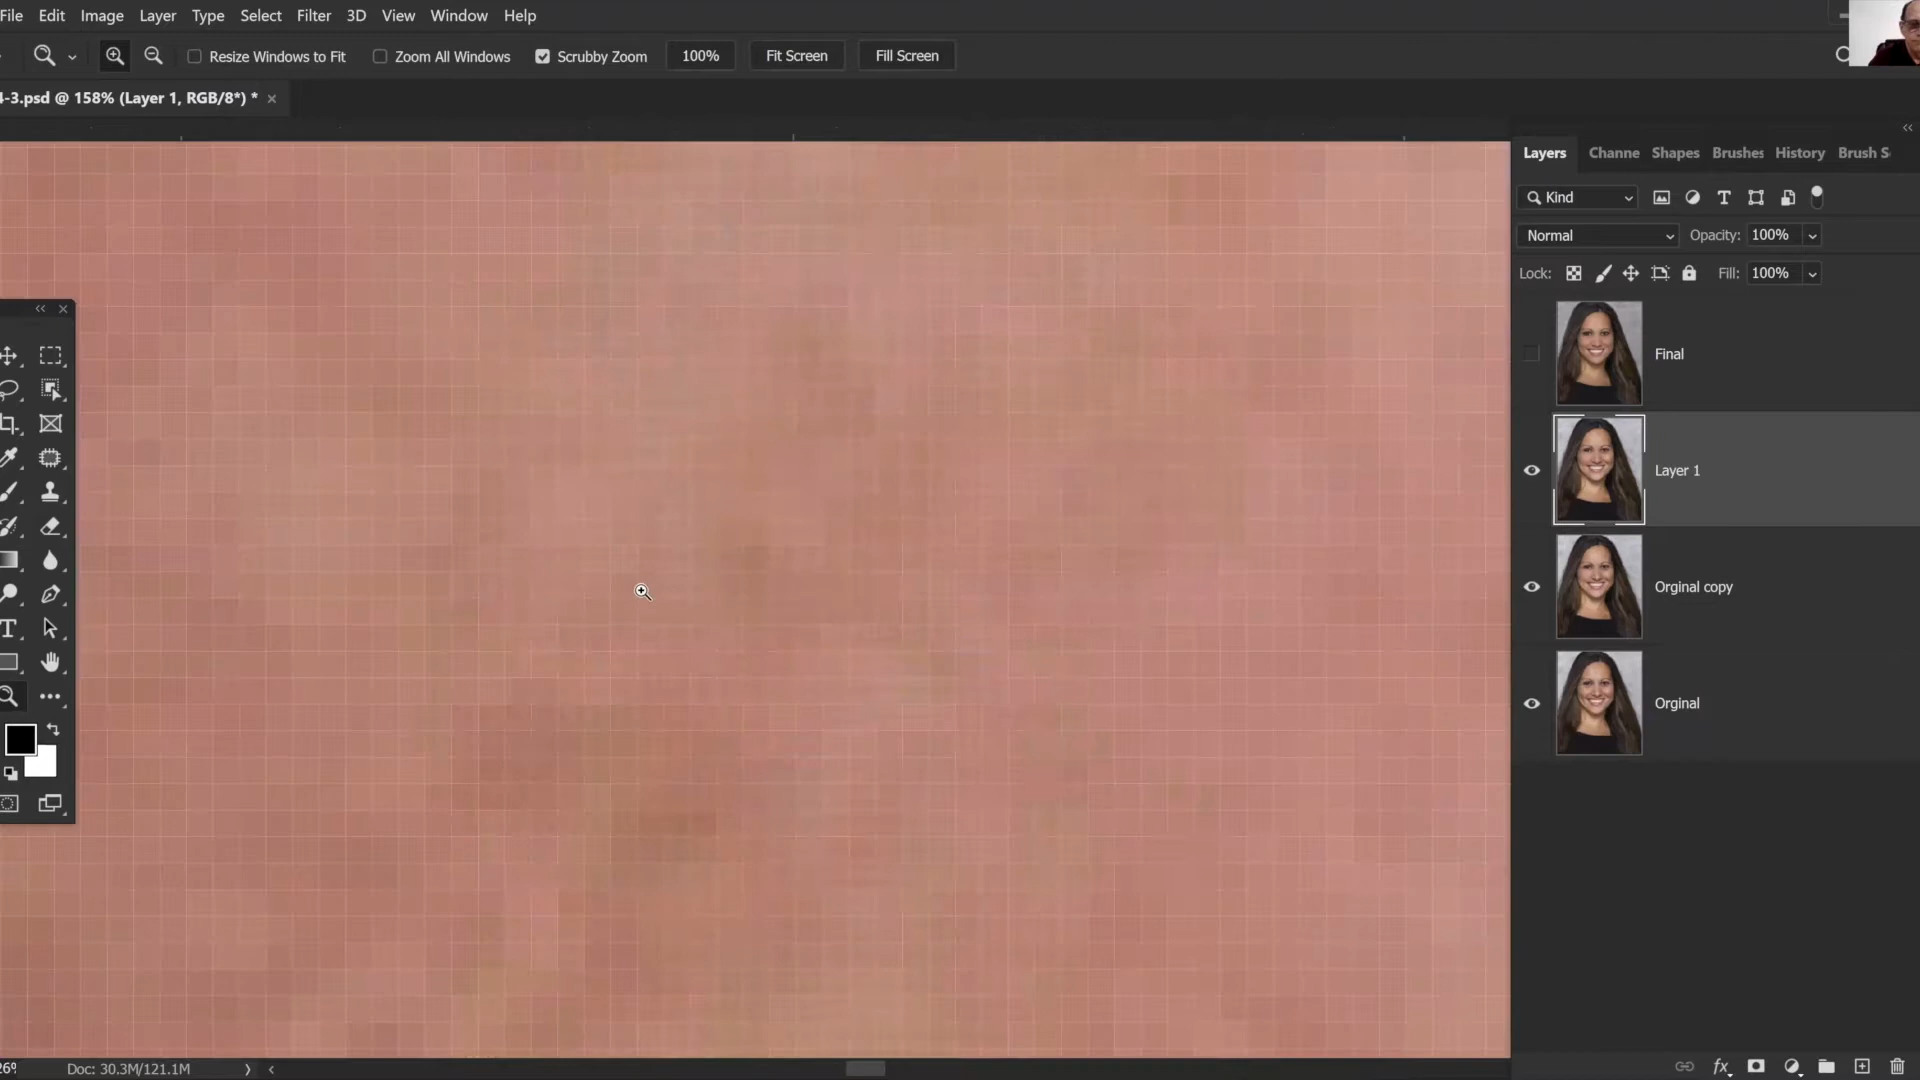 File Edit Image Layer Type Select Filter 3D View Window Help
Resize Windows to Fit Zoom All Windows Scrubby Zoom 100% Fit Screen Fill Screen
4-3.psd @ 158% (Layer 1, RGB/8*) *
Layers Channe Shapes Brushes History Brush S
Kind
Normal Opacity: 100%
Lock: Fill: 100%
Final
Layer 1
Orginal copy
Orginal
Doc: 30.3M/121.1M